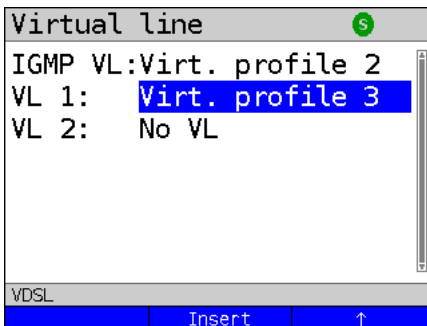 Virtual line S
IGMP VL:Virt. profile 2
VL 1: Virt. profile 3
VL 2: No VL
VDSL
Insert ↑